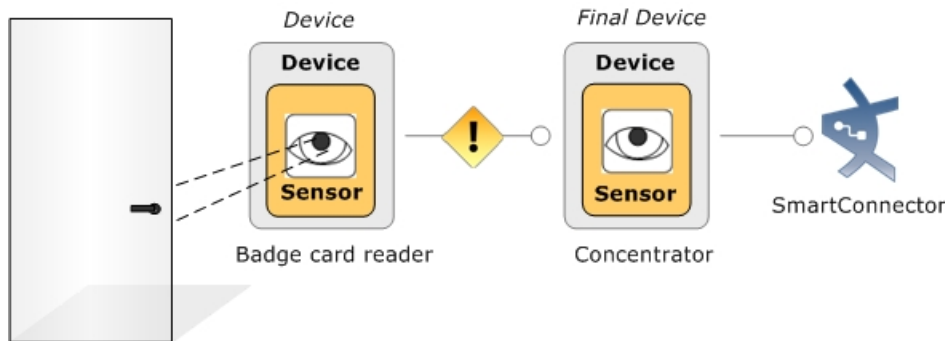 Device
Final Device
Device
Device
!
Sensor
Sensor
SmartConnector
Badge card reader
Concentrator